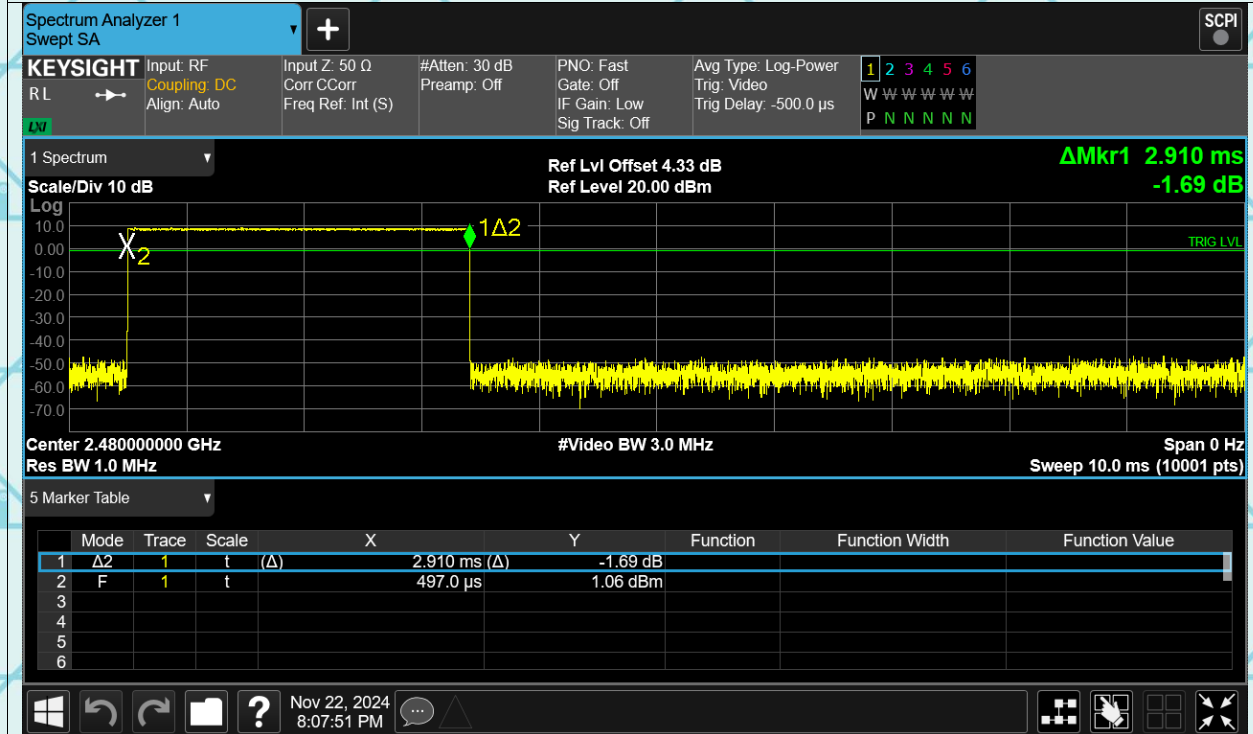 Spectrum Analyzer 1
Swept SA
+
SCPI
KEYSIGHT
RL
LXI
Input: RF
Coupling: DC
Align: Auto
Input Z: 50 Ω
Corr CCorr
Freq Ref: Int (S)
#Atten: 30 dB
Preamp: Off
PNO: Fast
Gate: Off
IF Gain: Low
Sig Track: Off
Avg Type: Log-Power
Trig: Video
Trig Delay: -500.0 µs
1 2 3 4 5 6
W W W W W W
P N N N N N
1 Spectrum
Scale/Div 10 dB
Ref Lvl Offset 4.33 dB
Ref Level 20.00 dBm
ΔMkr1 2.910 ms
-1.69 dB
Log
10.0
0.00
-10.0
-20.0
-30.0
-40.0
-50.0
-60.0
-70.0
X
2
1Δ2
TRIG LVL
Center 2.480000000 GHz
#Video BW 3.0 MHz
Span 0 Hz
Res BW 1.0 MHz
Sweep 10.0 ms (10001 pts)
5 Marker Table
Mode Trace Scale X Y Function Function Width Function Value
1 Δ2 1 t (Δ) 2.910 ms (Δ) -1.69 dB
2 F 1 t 497.0 µs 1.06 dBm
3
4
5
6
?
Nov 22, 2024
8:07:51 PM